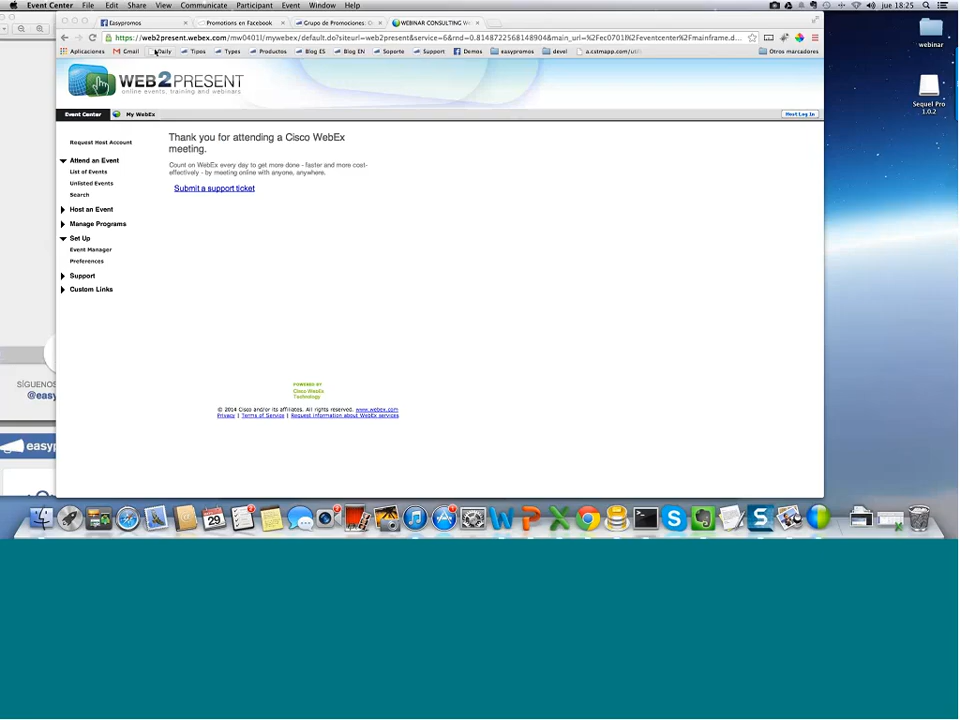 Event Center File Edit Share View Communicate Participant Event Window Help jue 18:25
Easypromos Promotions en Facebook Grupo de Promociones: WEBINAR CONSULTING
https://web2present.webex.com/mw0401l/mywebex/default.do?siteurl=web2present&service=6&rnd=0.8148722568148904&main_url=%2Fec0701l%2Feventcenter%2Fmainframe.d...
Aplicaciones Gmail Daily Tipos Types Productos Blog ES Blog EN Soporte Support Demos easypromos devel Otros marcadores
webinar
WEB2PRESENT
online events, training and webinars
Sequel Pro
1.0.2
Event Center My WebEx Host Log In
Thank you for attending a Cisco WebEx
meeting.
Request Host Account
Attend an Event
Count on WebEx every day to get more done - faster and more cost-
effectively - by meeting online with anyone, anywhere.
List of Events
Unlisted Events
Submit a support ticket
Search
Host an Event
Manage Programs
Set Up
Event Manager
Preferences
Support
Custom Links
SÍGUENOS
@easy
POWERED BY
Cisco WebEx
Technology
© 2014 Cisco and/or its affiliates. All rights reserved. www.webex.com
Privacy | Terms of Service | Request information about WebEx services
easyp
29